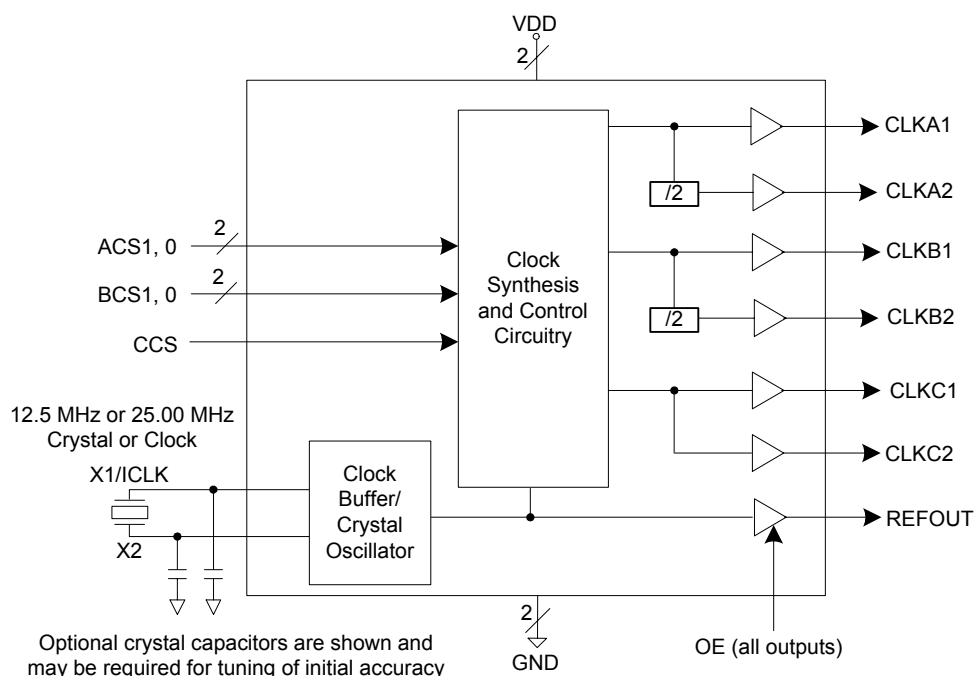 VDD
2
CLKA1
/2
CLKA2
2
ACS1, 0
2
BCS1, 0
CCS
Clock
Synthesis
and Control
Circuitry
CLKB1
/2
CLKB2
CLKC1
CLKC2
12.5 MHz or 25.00 MHz
Crystal or Clock
X1/ICLK
X2
Clock
Buffer/
Crystal
Oscillator
REFOUT
2
GND
OE (all outputs)
Optional crystal capacitors are shown and
may be required for tuning of initial accuracy